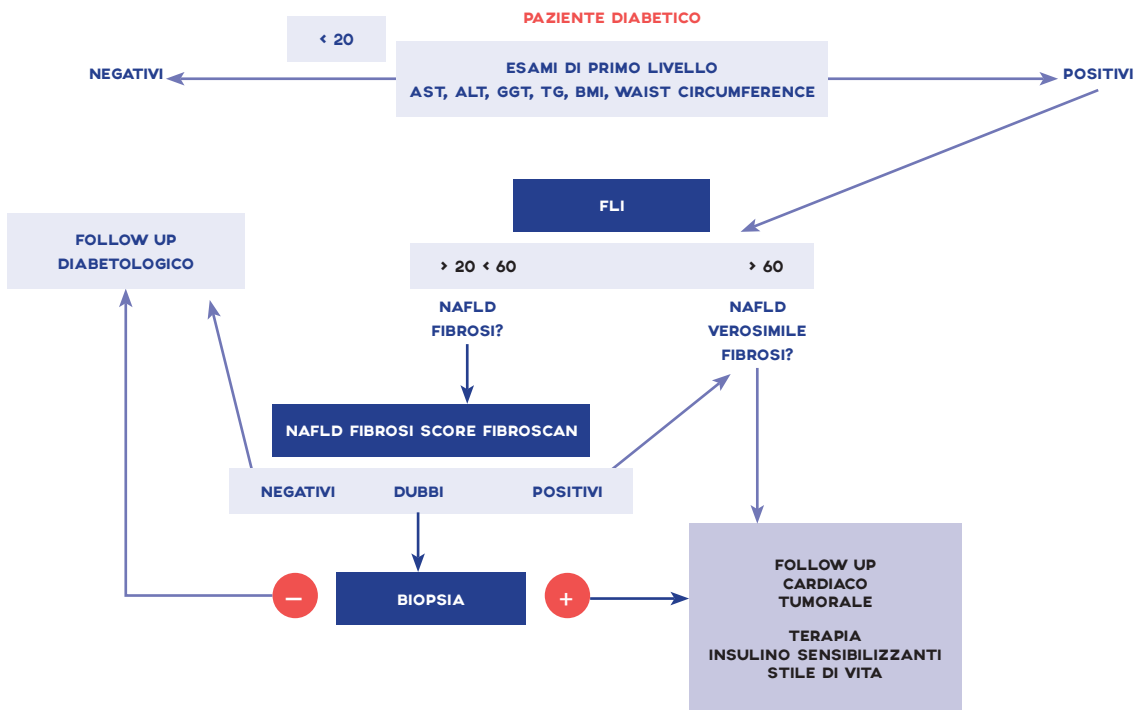 PAZIENTE DIABETICO
< 20
NEGATIVI
ESAMI DI PRIMO LIVELLO
AST, ALT, GGT, TG, BMI, WAIST CIRCUMFERENCE
POSITIVI
FLI
FOLLOW UP
DIABETOLOGICO
> 20 < 60
> 60
NAFLD
FIBROSI?
NAFLD
VEROSIMILE
FIBROSI?
NAFLD FIBROSI SCORE FIBROSCAN
NEGATIVI
DUBBI
POSITIVI
−
BIOPSIA
+
FOLLOW UP
CARDIACO
TUMORALE
TERAPIA
INSULINO SENSIBILIZZANTI
STILE DI VITA